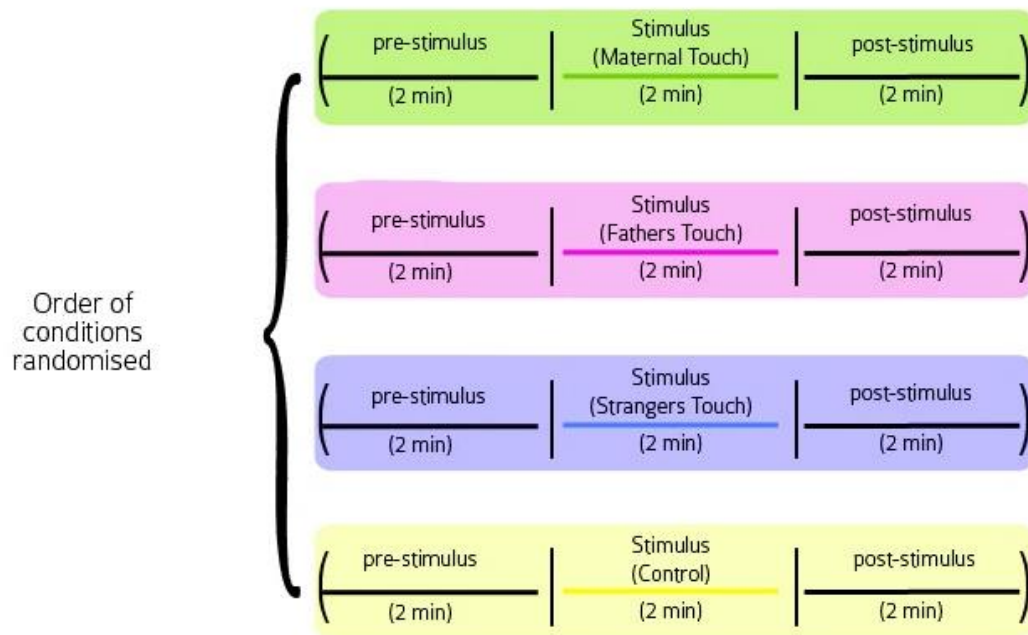 Order of
conditions
randomised
pre-stimulus
(2 min)
Stimulus
(Maternal Touch)
(2 min)
post-stimulus
(2 min)
pre-stimulus
(2 min)
Stimulus
(Fathers Touch)
(2 min)
post-stimulus
(2 min)
pre-stimulus
(2 min)
Stimulus
(Strangers Touch)
(2 min)
post-stimulus
(2 min)
pre-stimulus
(2 min)
Stimulus
(Control)
(2 min)
post-stimulus
(2 min)